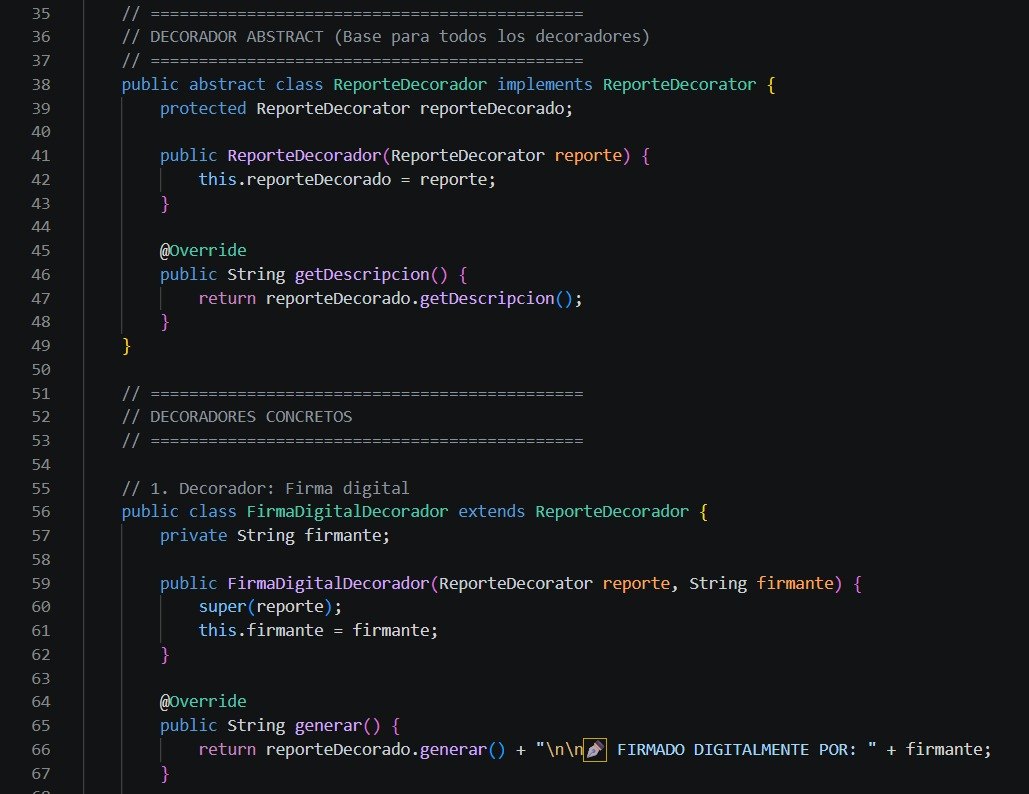 35 // =============================================
36 // DECORADOR ABSTRACT (Base para todos los decoradores)
37 // =============================================
38 public abstract class ReporteDecorador implements ReporteDecorator {
39 protected ReporteDecorator reporteDecorado;
40
41 public ReporteDecorador(ReporteDecorator reporte) {
42 this.reporteDecorado = reporte;
43 }
44
45 @Override
46 public String getDescripcion() {
47 return reporteDecorado.getDescripcion();
48 }
49 }
50
51 // =============================================
52 // DECORADORES CONCRETOS
53 // =============================================
54
55 // 1. Decorador: Firma digital
56 public class FirmaDigitalDecorador extends ReporteDecorador {
57 private String firmante;
58
59 public FirmaDigitalDecorador(ReporteDecorator reporte, String firmante) {
60 super(reporte);
61 this.firmante = firmante;
62 }
63
64 @Override
65 public String generar() {
66 return reporteDecorado.generar() + "\n\n🖋 FIRMADO DIGITALMENTE POR: " + firmante;
67 }